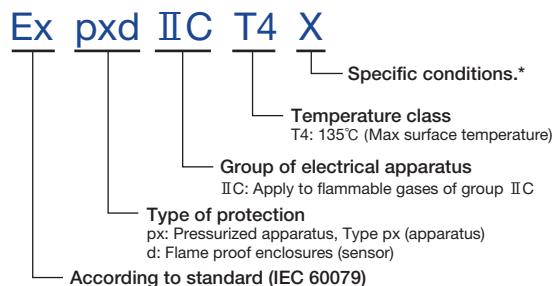 Ex pxd ⅡC T4 X
Specific conditions.*
Temperature class
T4: 135℃ (Max surface temperature)
Group of electrical apparatus
ⅡC: Apply to flammable gases of group ⅡC
Type of protection
px: Pressurized apparatus, Type px (apparatus)
d: Flame proof enclosures (sensor)
According to standard (IEC 60079)